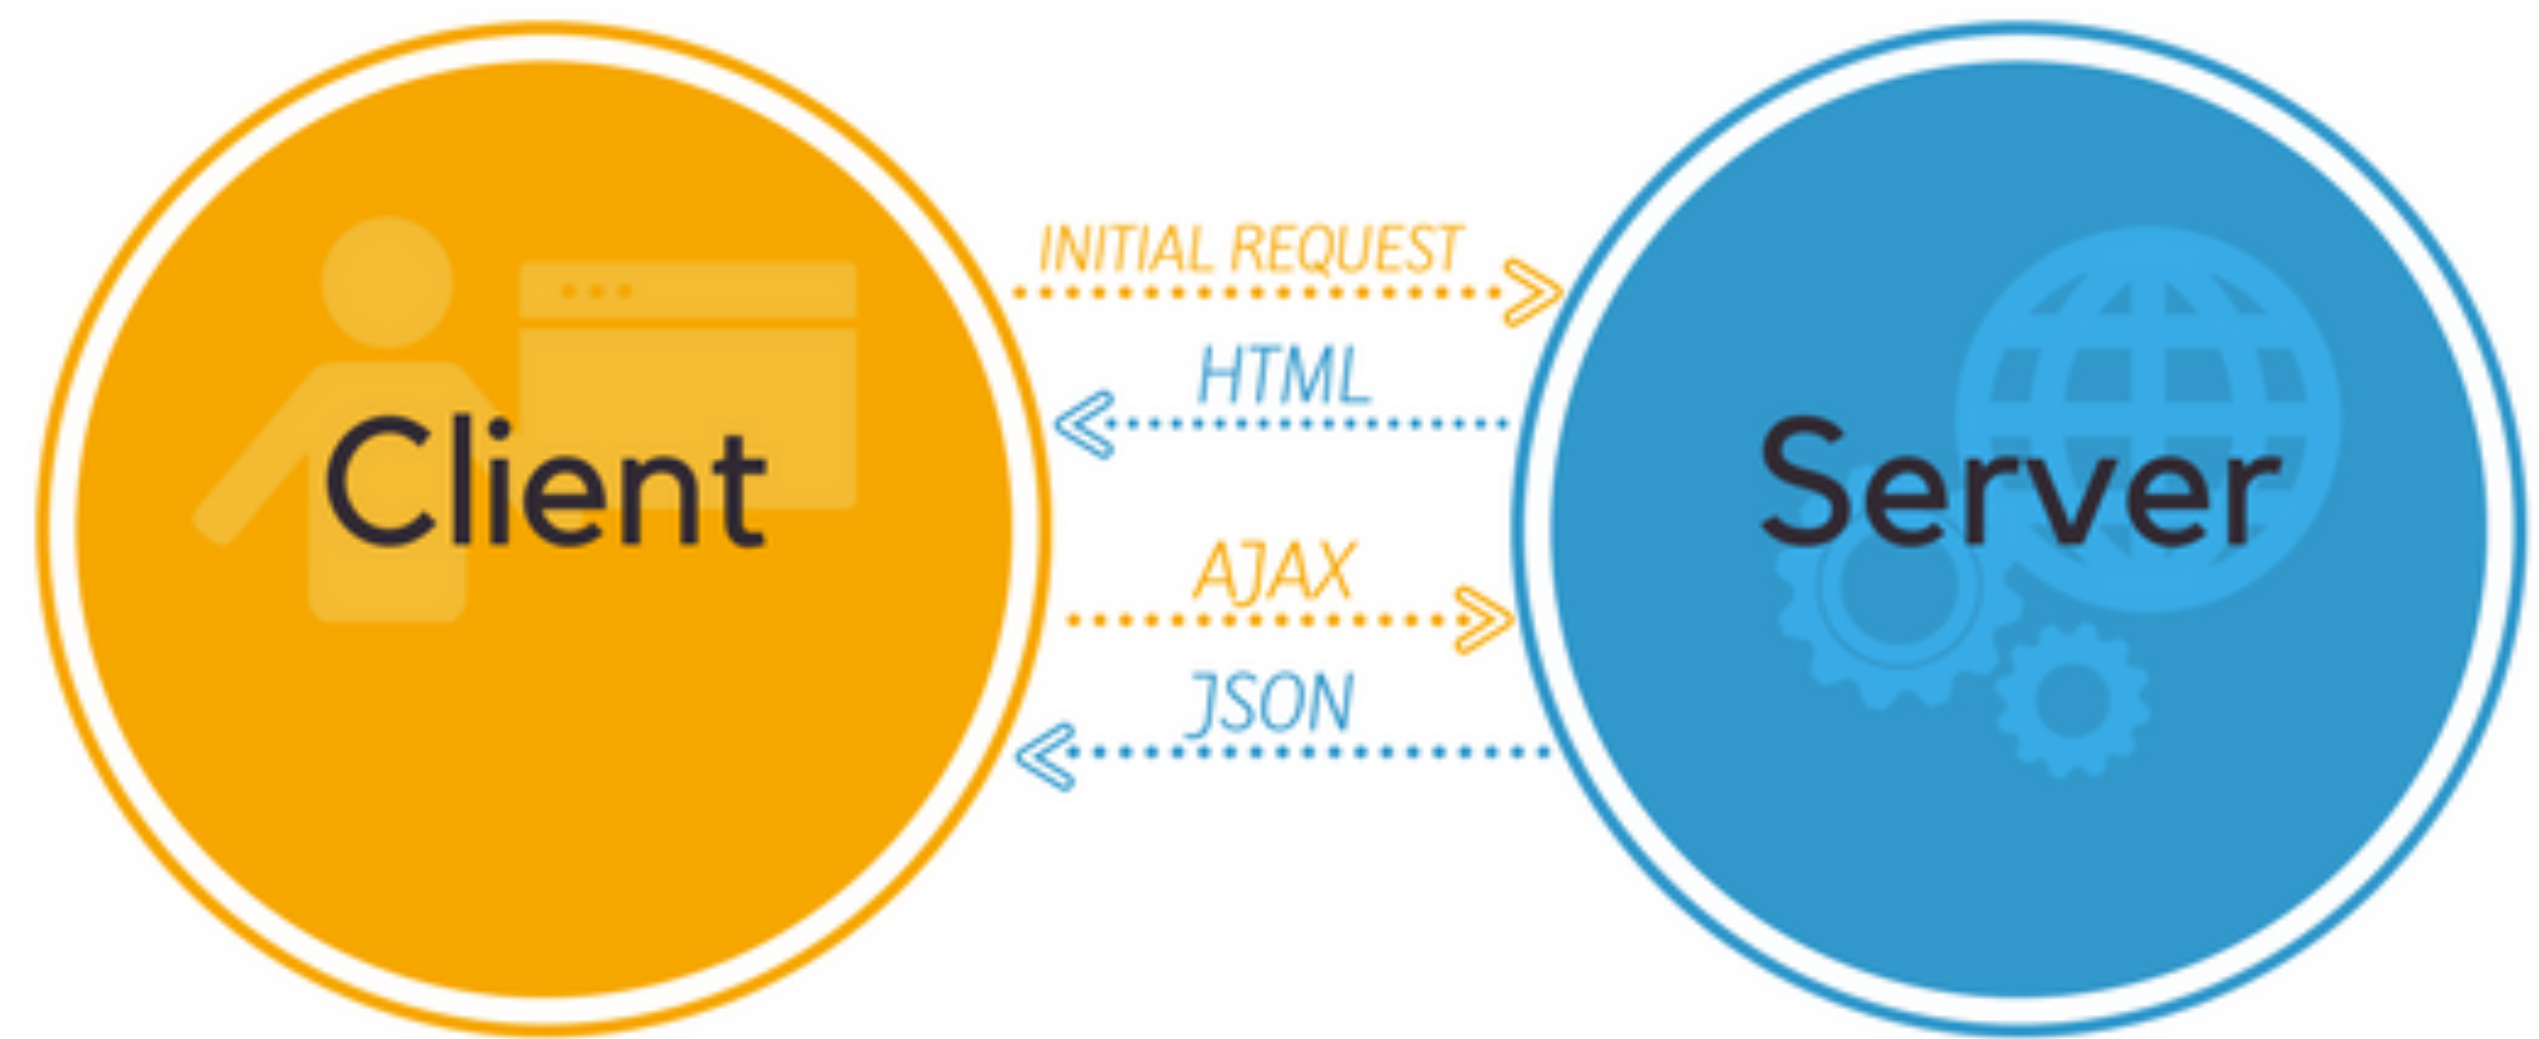 Client
INITIAL REQUEST
HTML
AJAX
JSON
Server